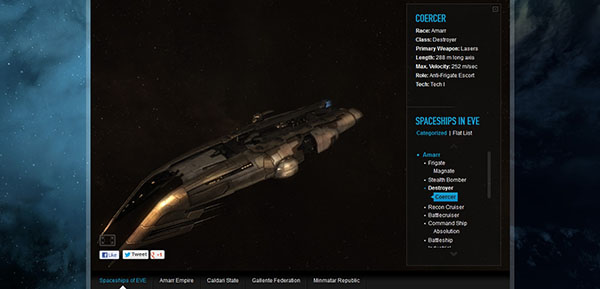 COERCER
Race: Amarr
Class: Destroyer
Primary Weapon: Lasers
Length: 288 m long axis
Max. Velocity: 252 m/sec
Role: Anti-Frigate Escort
Tech: Tech I
SPACESHIPS IN EVE
Categorized | Flat List
Amarr
Frigate
Magnate
Stealth Bomber
Destroyer
Coercer
Recon Cruiser
Battlecruiser
Command Ship
Absolution
Battleship
Like
Tweet
+1
Spaceships of EVE
Amarr Empire
Caldari State
Gallente Federation
Minmatar Republic